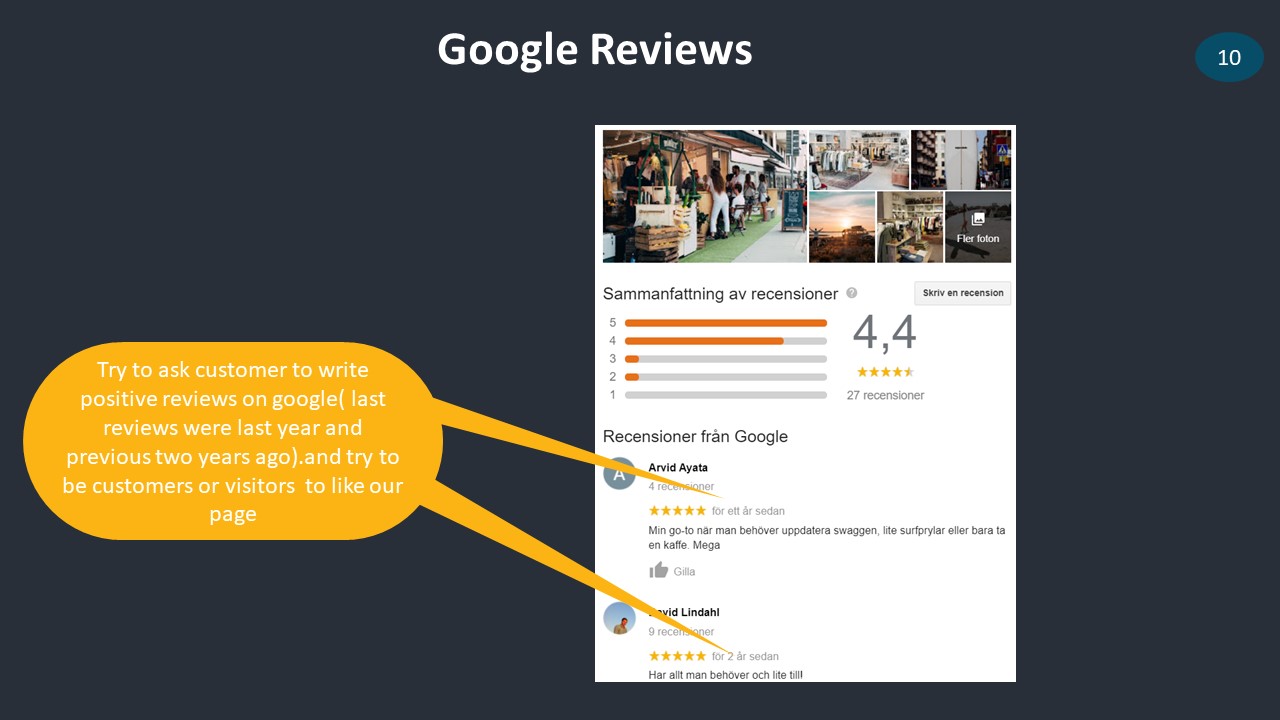 Google Reviews
10
Fler foton
Sammanfattning av recensioner
Skriv en recension
5
4
3
2
1
4,4
27 recensioner
Try to ask customer to write
positive reviews on google( last
reviews were last year and
previous two years ago).and try to
be customers or visitors to like our
page
Recensioner från Google
A
Arvid Ayata
4 recensioner
för ett år sedan
Min go-to när man behöver uppdatera swaggen, lite surfprylar eller bara ta
en kaffe. Mega
Gilla
David Lindahl
9 recensioner
för 2 år sedan
Har allt man behöver och lite till!